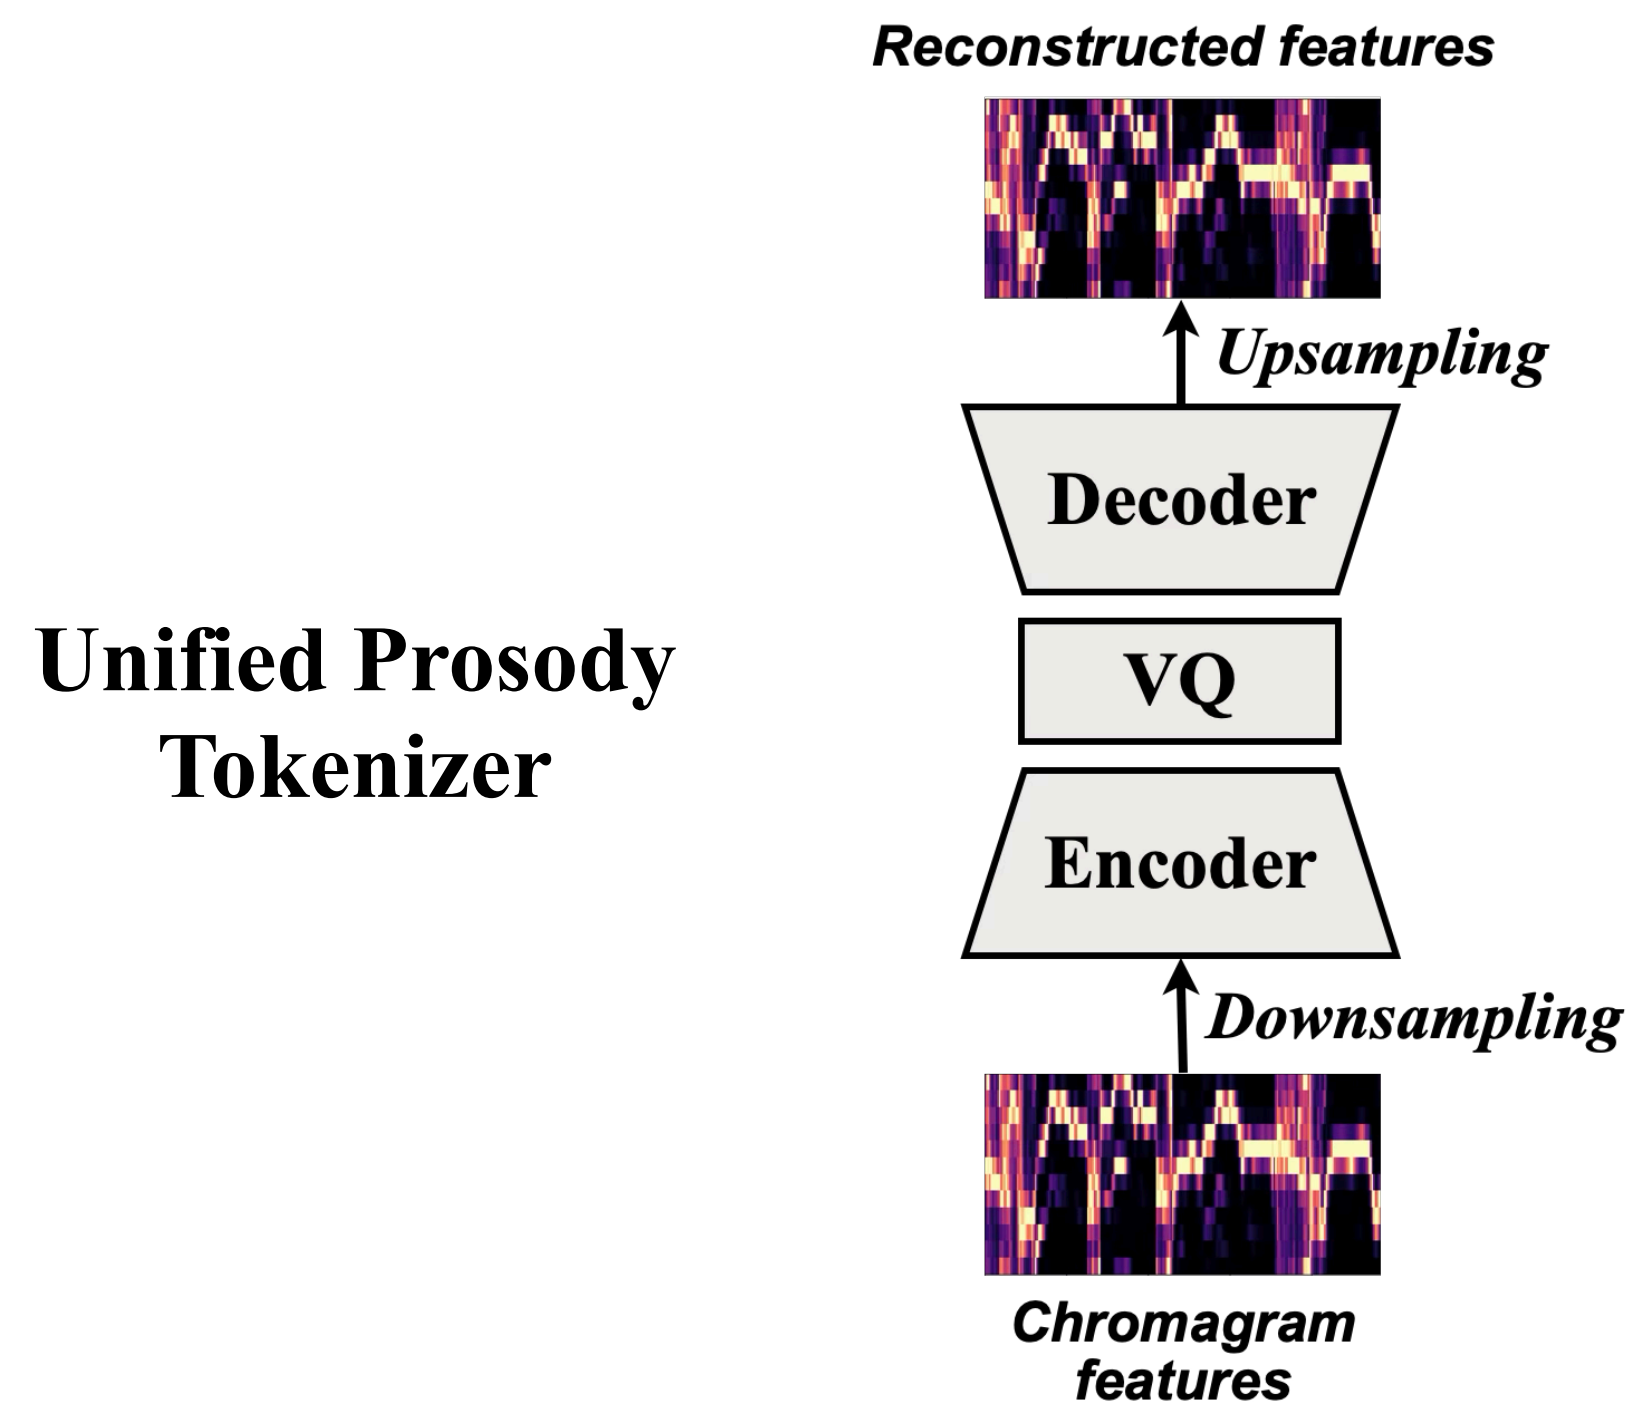 Reconstructed features
Upsampling
Decoder
Unified Prosody
Tokenizer
VQ
Encoder
Downsampling
Chromagram
features